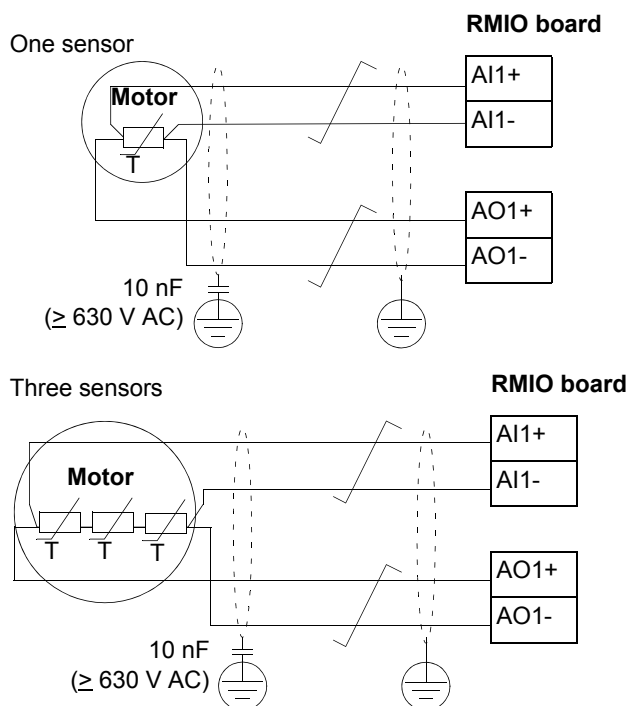 RMIO board
One sensor
Motor
T
AI1+
AI1-
AO1+
AO1-
10 nF
(≥ 630 V AC)
Three sensors
RMIO board
Motor
T T T
AI1+
AI1-
AO1+
AO1-
10 nF
(≥ 630 V AC)